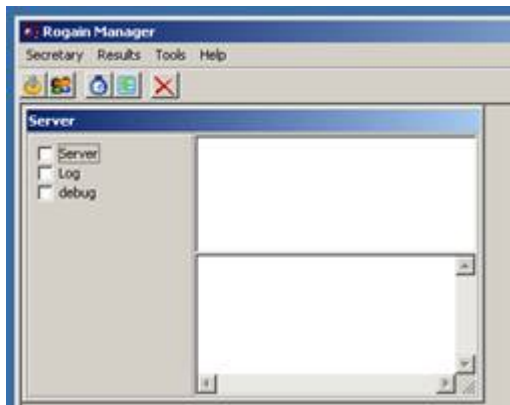 Rogain Manager
Secretary Results Tools Help
Server
Server
Log
debug